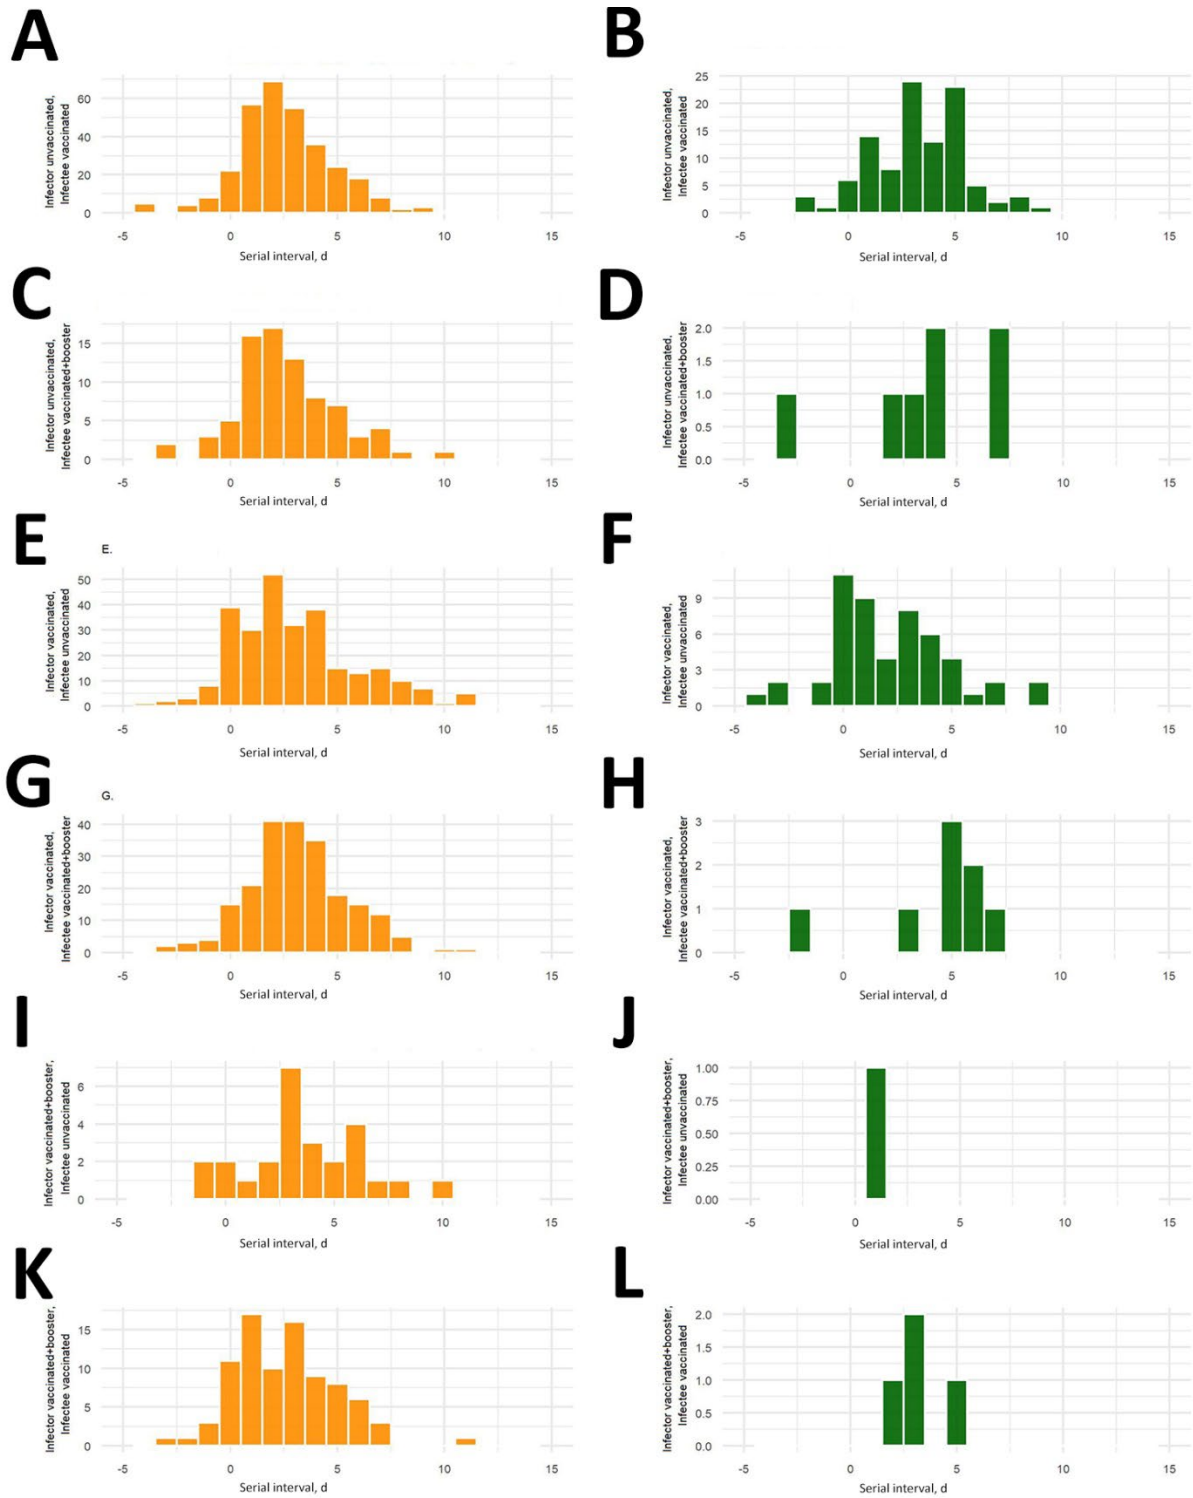 A
Infector unvaccinated,
Infectee vaccinated
60
40
20
0
-5 0 5 10 15
Serial interval, d
B
Infector unvaccinated,
Infectee vaccinated
25
20
15
10
5
0
-5 0 5 10 15
Serial interval, d
C
Infector unvaccinated,
Infectee vaccinated+booster
15
10
5
0
-5 0 5 10 15
Serial interval, d
D
Infector unvaccinated,
Infectee vaccinated+booster
2.0
1.5
1.0
0.5
0.0
-5 0 5 10 15
Serial interval, d
E
E.
Infector vaccinated,
Infectee unvaccinated
50
40
30
20
10
0
-5 0 5 10 15
Serial interval, d
F
Infector vaccinated,
Infectee unvaccinated
9
6
3
0
-5 0 5 10 15
Serial interval, d
G
G.
Infector vaccinated,
Infectee vaccinated+booster
40
30
20
10
0
-5 0 5 10 15
Serial interval, d
H
Infector vaccinated,
Infectee vaccinated+booster
3
2
1
0
-5 0 5 10 15
Serial interval, d
I
Infector vaccinated+booster,
Infectee unvaccinated
6
4
2
0
-5 0 5 10 15
Serial interval, d
J
Infector vaccinated+booster,
Infectee unvaccinated
1.00
0.75
0.50
0.25
0.00
-5 0 5 10 15
Serial interval, d
K
Infector vaccinated+booster,
Infectee vaccinated
15
10
5
0
-5 0 5 10 15
Serial interval, d
L
Infector vaccinated+booster,
Infectee vaccinated
2.0
1.5
1.0
0.5
0.0
-5 0 5 10 15
Serial interval, d